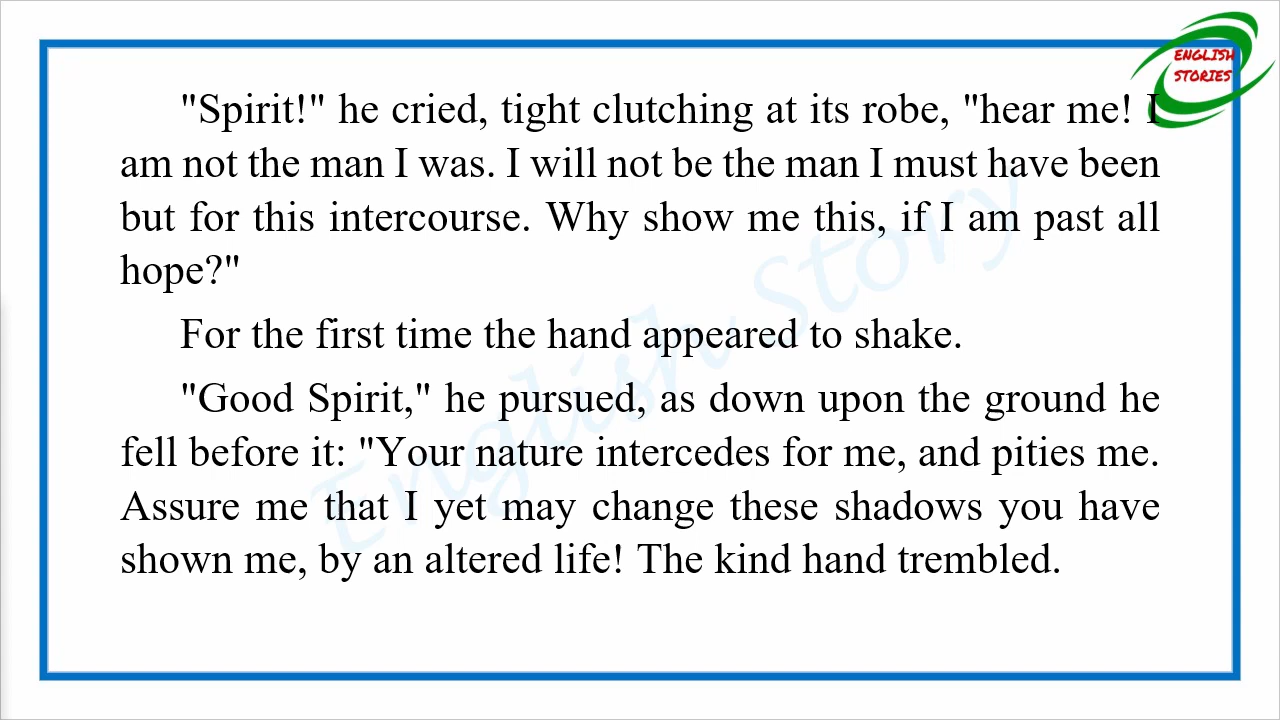 ENGLISH
STORIES
"Spirit!" he cried, tight clutching at its robe, "hear me! I
am not the man I was. I will not be the man I must have been
but for this intercourse. Why show me this, if I am past all
hope?"
For the first time the hand appeared to shake.
"Good Spirit," he pursued, as down upon the ground he
fell before it: "Your nature intercedes for me, and pities me.
Assure me that I yet may change these shadows you have
shown me, by an altered life! The kind hand trembled.
English Story